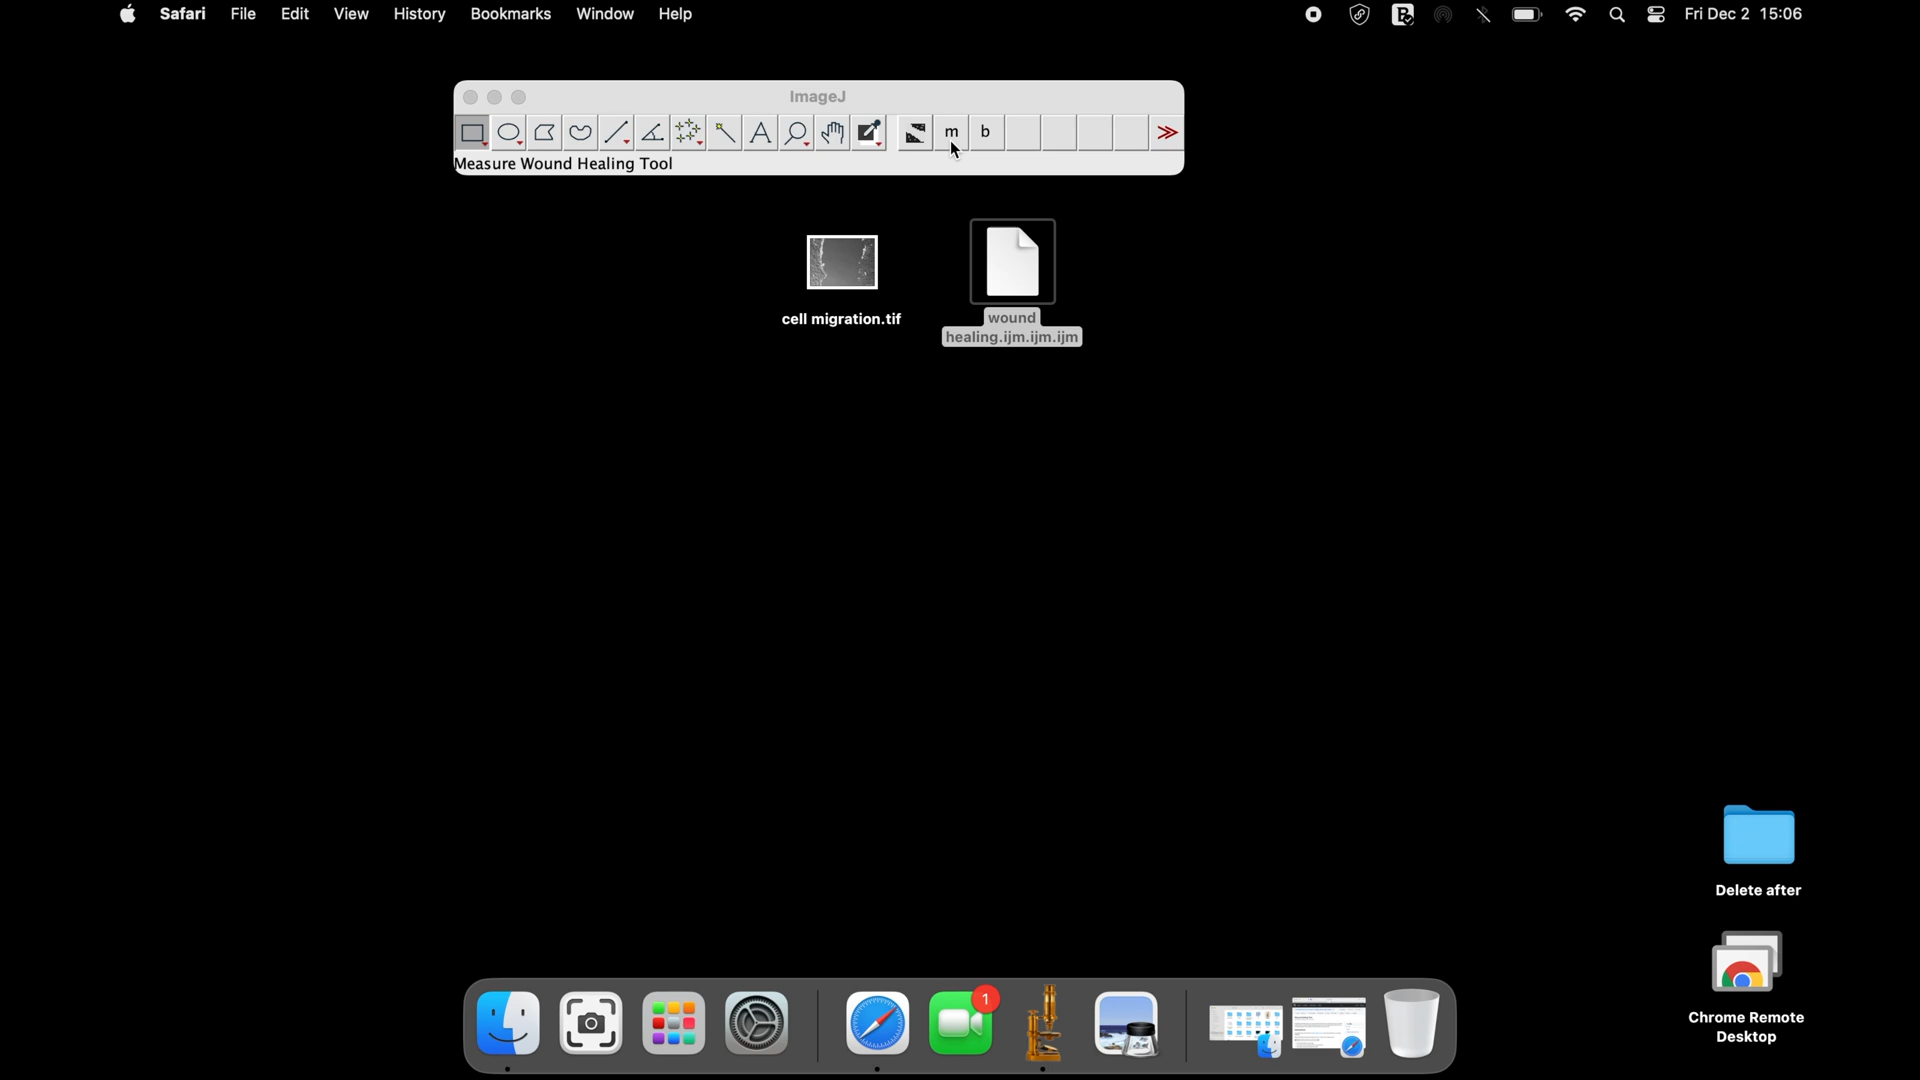 Safari File Edit View History Bookmarks Window Help Fri Dec 2 15:06
ImageJ
m b
Measure Wound Healing Tool
cell migration.tif
wound
healing.ijm.ijm.ijm
Delete after
Chrome Remote
Desktop
1